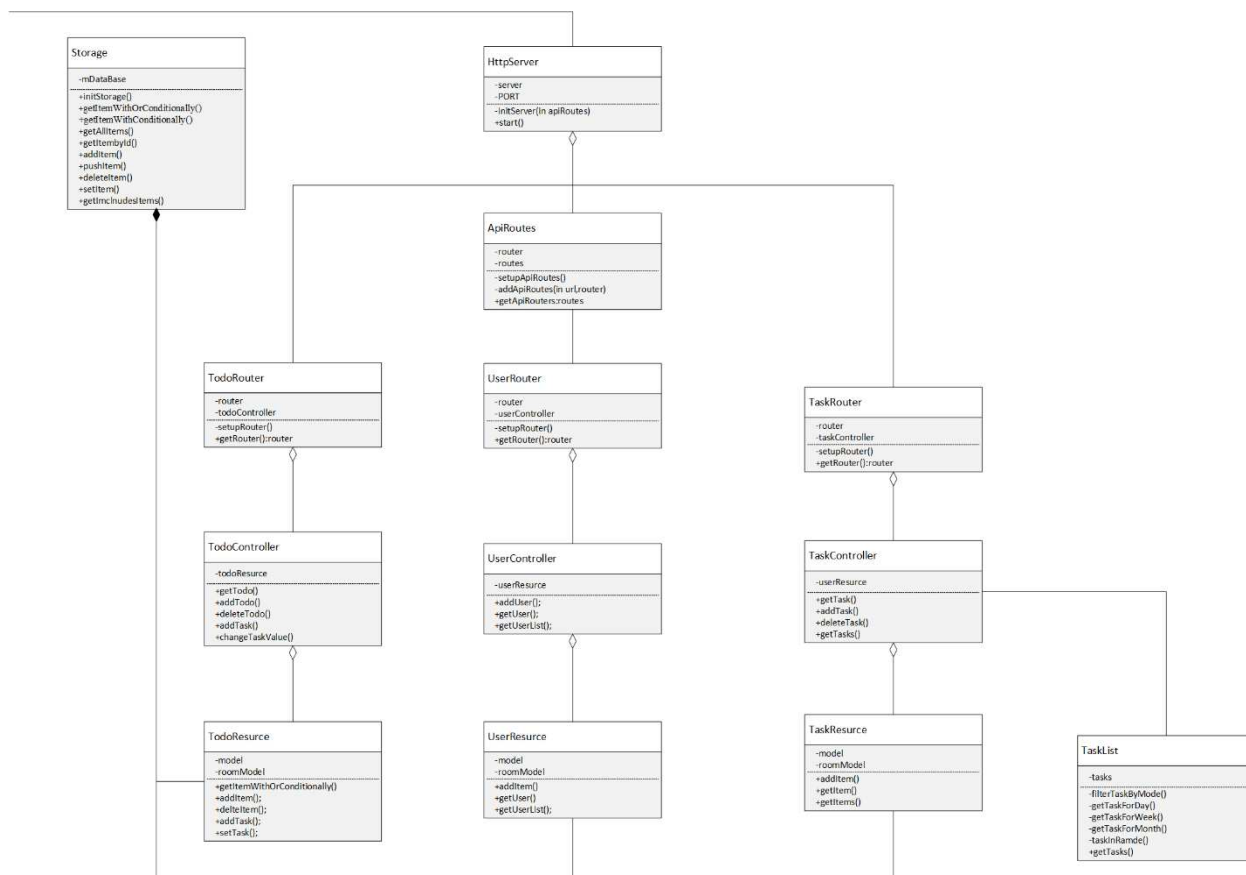 Storage
-mDataBase
+initStorage()
+getItemWithOrConditionally()
+getItemWithConditionally()
+getAllItems()
+getItembyId()
+addItem()
+pushItem()
+deleteItem()
+setItem()
+getImclnudesItems()
HttpServer
-server
-PORT
-initServer(in apiRoutes)
+start()
ApiRoutes
-router
-routes
-setupApiRoutes()
-addApiRoutes(in url,router)
+getApiRouters:routes
TodoRouter
-router
-todoController
-setupRouter()
+getRouter():router
UserRouter
-router
-userController
-setupRouter()
+getRouter():router
TaskRouter
-router
-taskController
-setupRouter()
+getRouter():router
TodoController
-todoResurce
+getTodo()
+addTodo()
+deleteTodo()
+addTask()
+changeTaskValue()
UserController
-userResurce
+addUser();
+getUser();
+getUserList();
TaskController
-userResurce
+getTask()
+addTask()
+deleteTask()
+getTasks()
TodoResurce
-model
-roomModel
+getItemWithOrConditionally()
+addItem();
+delteItem();
+addTask();
+setTask();
UserResurce
-model
-roomModel
+addItem()
+getUser()
+getUserList();
TaskResurce
-model
-roomModel
+addItem()
+getItem()
+getItems()
TaskList
-tasks
-filterTaskByMode()
-getTaskForDay()
-getTaskForWeek()
-getTaskForMonth()
-taskInRamde()
+getTasks()